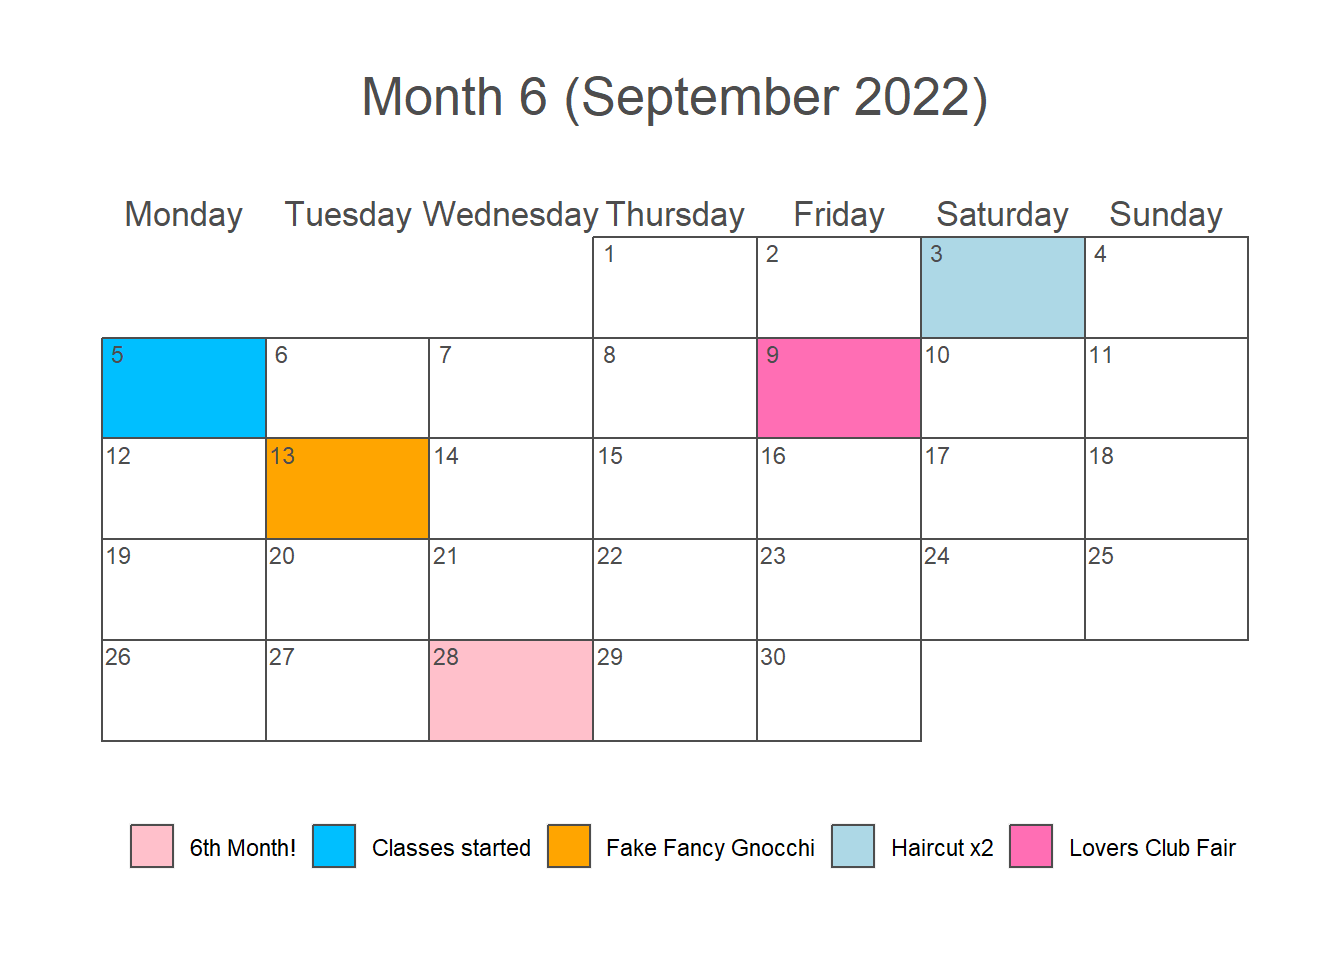 Month 6 (September 2022)
Monday Tuesday Wednesday Thursday Friday Saturday Sunday
1 2 3 4
5 6 7 8 9 10 11
12 13 14 15 16 17 18
19 20 21 22 23 24 25
26 27 28 29 30
6th Month! Classes started Fake Fancy Gnocchi Haircut x2 Lovers Club Fair